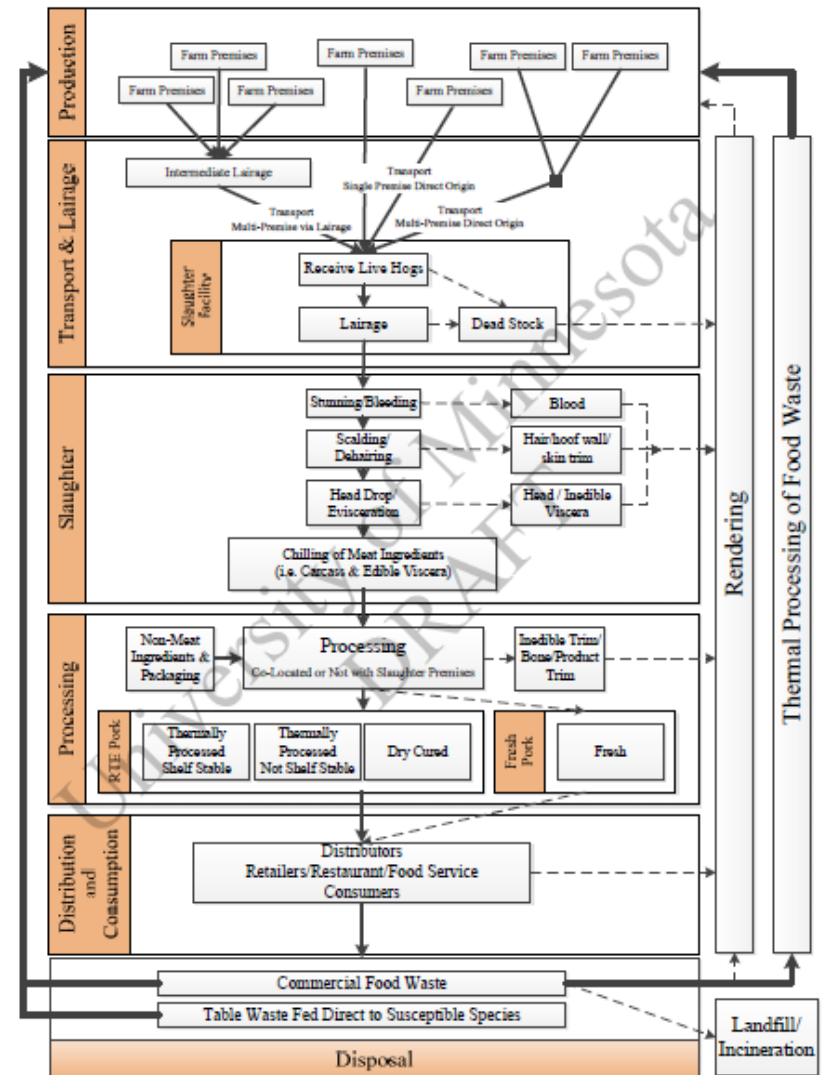 Production
Farm Premises
Farm Premises
Farm Premises
Farm Premises
Farm Premises
Farm Premises
Farm Premises
Farm Premises
Transport & Lairage
Intermediate Lairage
Transport
Single Premise Direct Origin
Transport
Multi-Premise via Lairage
Transport
Multi-Premise Direct Origin
Slaughter
Facility
Receive Live Hogs
Lairage
Dead Stock
Slaughter
Stunning/Bleeding
Blood
Scalding/
Dehairing
Hair/hoof wall/
skin trim
Head Drop/
Evisceration
Head / Inedible
Viscera
Chilling of Meat Ingredients
(i.e. Carcass & Edible Viscera)
Processing
Non-Meat
Ingredients &
Packaging
Processing
Co-Located or Not with Slaughter Premises
Inedible Trim/
Bone/Product
Trim
RTE Pork
Thermally
Processed
Shelf Stable
Thermally
Processed
Not Shelf Stable
Dry Cured
Fresh
Pork
Fresh
Distribution
and
Consumption
Distributors
Retailers/Restaurant/Food Service
Consumers
Commercial Food Waste
Table Waste Fed Direct to Susceptible Species
Disposal
Rendering
Thermal Processing of Food Waste
Landfill/
Incineration
University of Minnesota
DRAFT